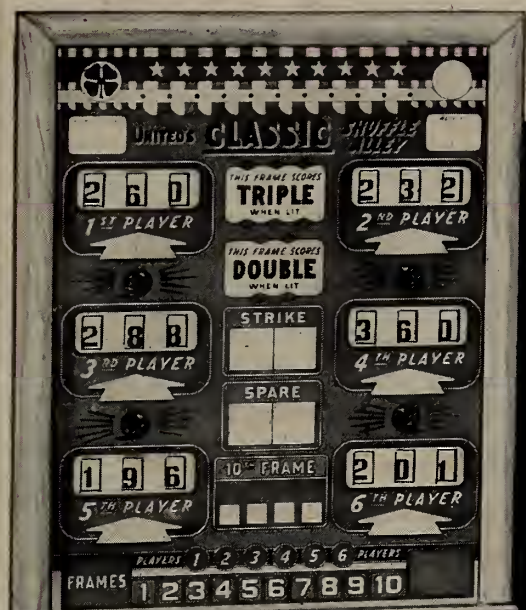 UNITED'S CLASSIC SHUFFLE ALLEY
2 6 0
1ST PLAYER
THIS FRAME SCORES
TRIPLE
WHEN LIT
2 3 2
2ND PLAYER
THIS FRAME SCORES
DOUBLE
WHEN LIT
2 8 8
3RD PLAYER
STRIKE
3 6 0
4TH PLAYER
SPARE
1 9 6
5TH PLAYER
10TH FRAME
2 0 1
6TH PLAYER
PLAYERS 1 2 3 4 5 6 PLAYERS
FRAMES 1 2 3 4 5 6 7 8 9 10